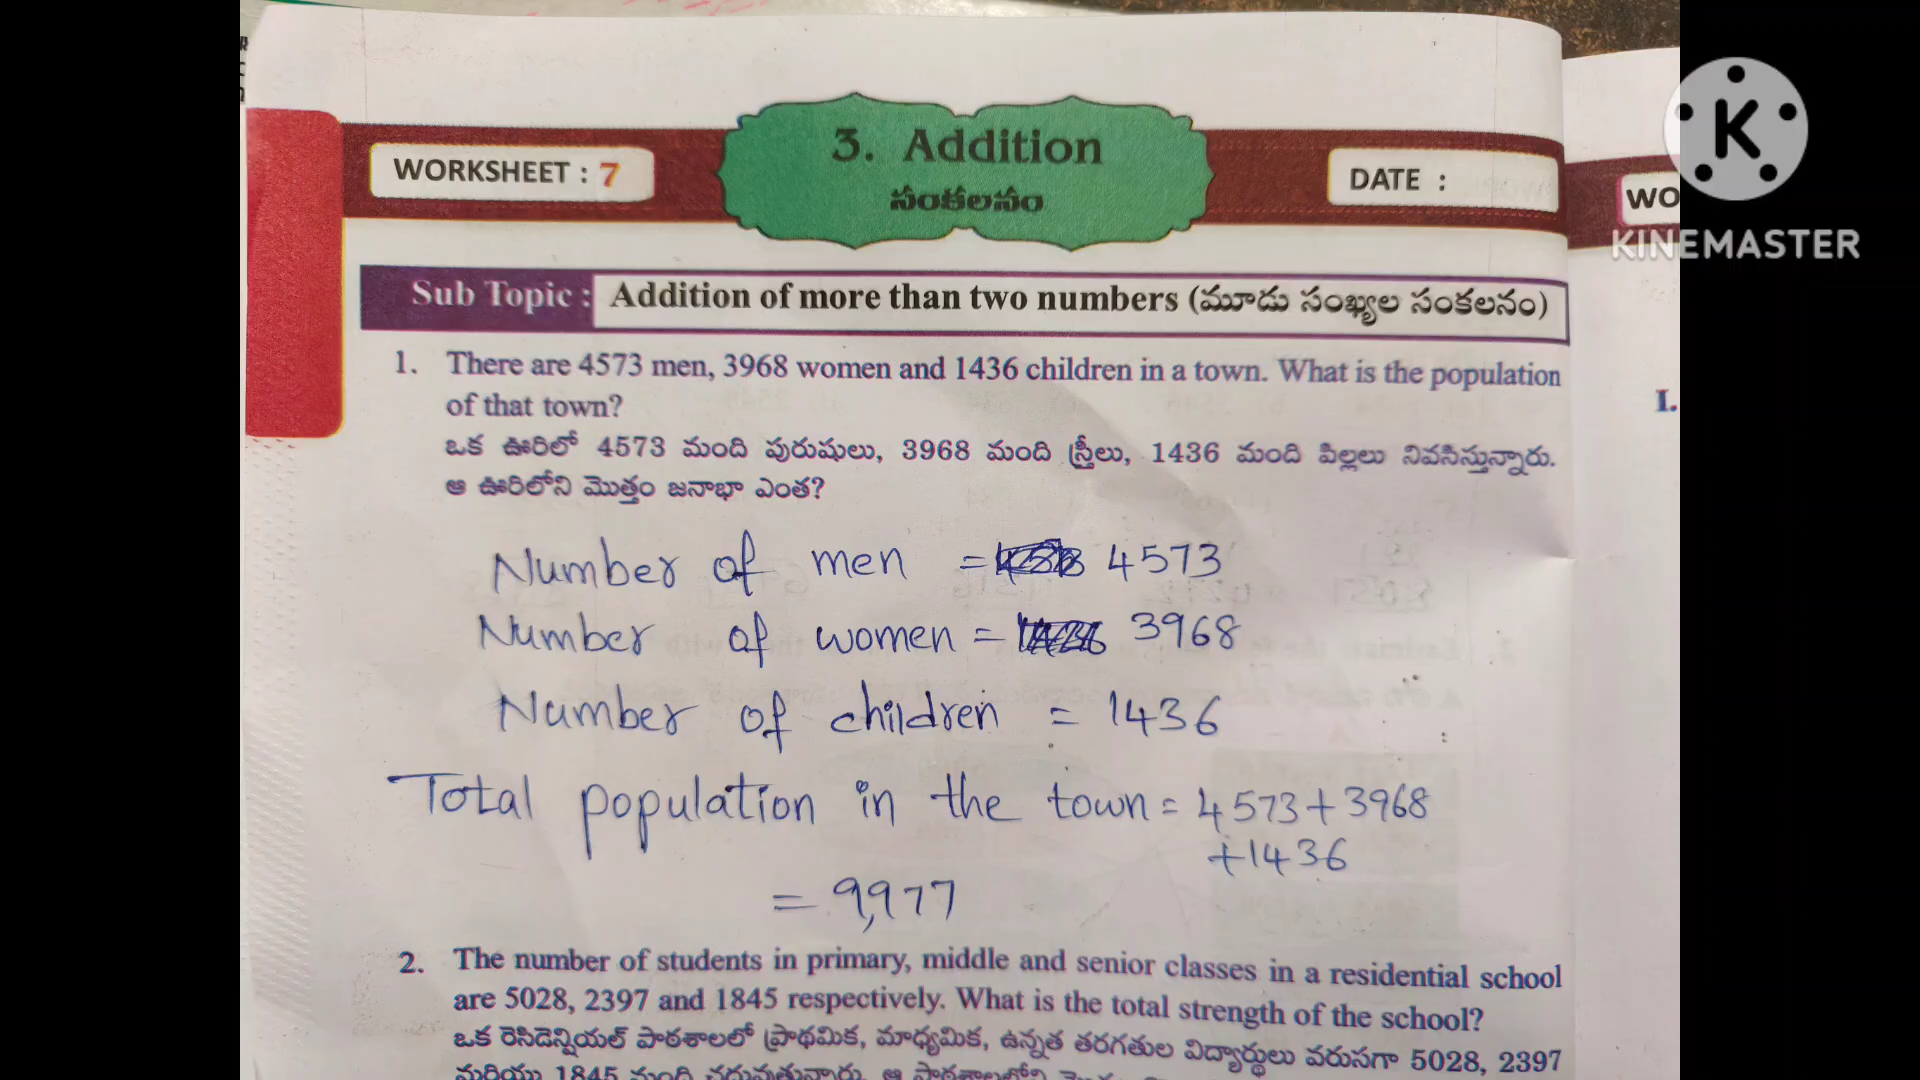 3. Addition
సంకలనం
WORKSHEET : 7
DATE :
WO
KINEMASTER
Sub Topic : Addition of more than two numbers (మూడు సంఖ్యల సంకలనం)
1. There are 4573 men, 3968 women and 1436 children in a town. What is the population
of that town?
I.
ఒక ఊరిలో 4573 మంది పురుషులు, 3968 మంది స్త్రీలు, 1436 మంది పిల్లలు నివసిస్తున్నారు.
ఆ ఊరిలోని మొత్తం జనాభా ఎంత?
Number of men = 4573
Number of women = 3968
Number of children = 1436
Total population in the town = 4573+3968
+1436
= 9,977
2. The number of students in primary, middle and senior classes in a residential school
are 5028, 2397 and 1845 respectively. What is the total strength of the school?
ఒక రెసిడెన్షియల్ పాఠశాలలో ప్రాథమిక, మాధ్యమిక, ఉన్నత తరగతుల విద్యార్థులు వరుసగా 5028, 2397
మరియు 1845 మంది చదువుతున్నారు. ఆ పాఠశాలలోని